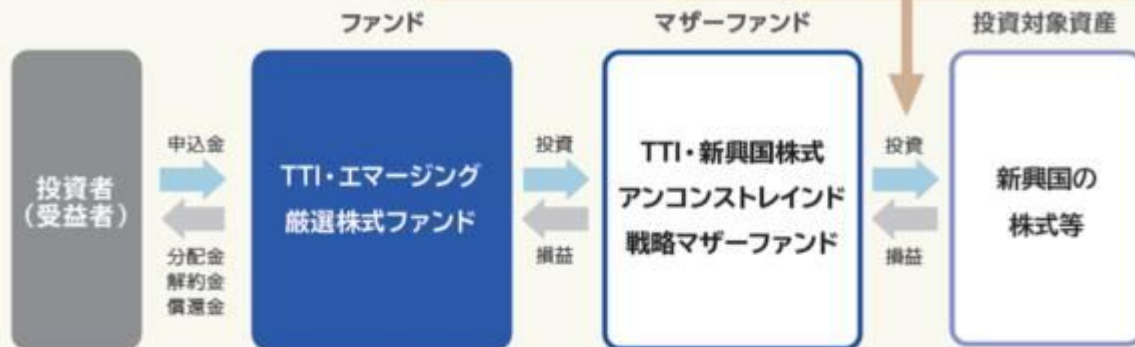 ファンド
マザーファンド
投資対象資産
投資者
(受益者)
申込金
分配金
解約金
償還金
TTI・エマージング
厳選株式ファンド
投資
損益
TTI・新興国株式
アンコンストレインド
戦略マザーファンド
投資
損益
新興国の
株式等